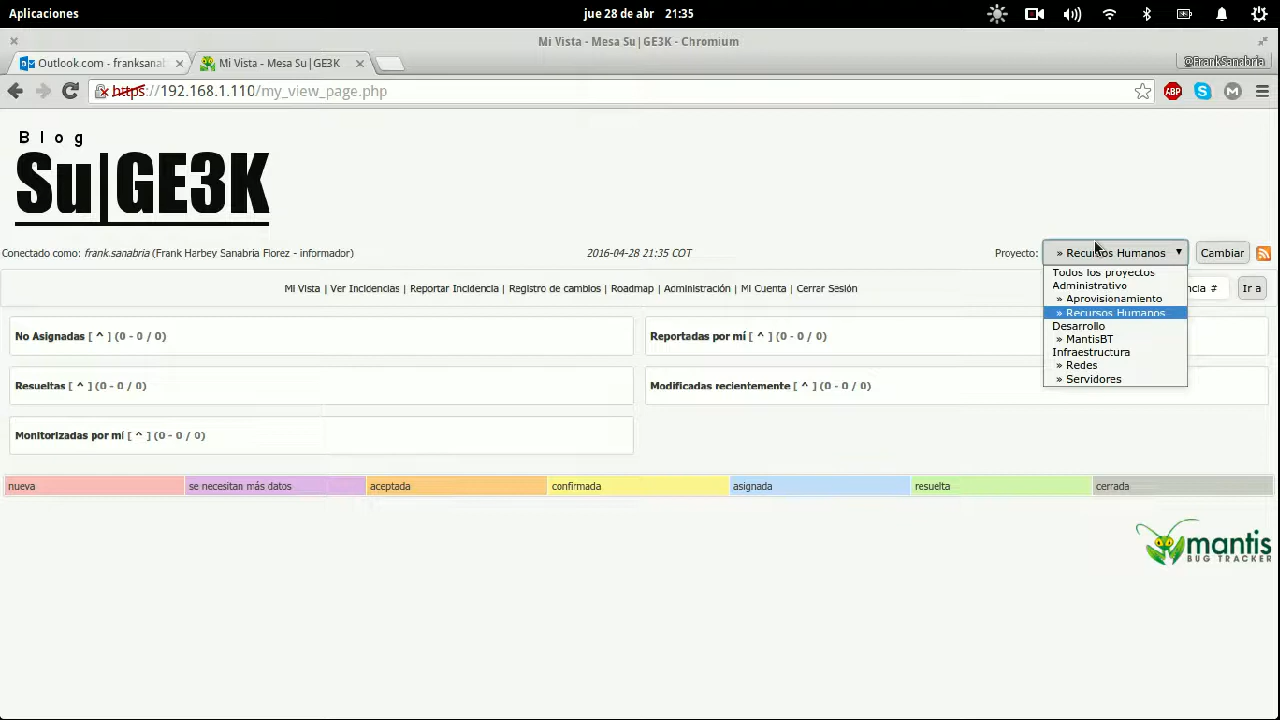 Aplicaciones
jue 28 de abr 21:35
Mi Vista - Mesa Su|GE3K - Chromium
Outlook.com - franksanab
Mi Vista - Mesa Su|GE3K
@FrankSanabria
https://192.168.1.110/my_view_page.php
ABP
Blog
Su|GE3K
Conectado como: frank.sanabria (Frank Harbey Sanabria Florez - informador)
2016-04-28 21:35 COT
Proyecto: » Recursos Humanos
Cambiar
Todos los proyectos
Administrativo
» Aprovisionamiento
» Recursos Humanos
Desarrollo
» MantisBT
Infraestructura
» Redes
» Servidores
Mi Vista | Ver Incidencias | Reportar Incidencia | Registro de cambios | Roadmap | Administración | Mi Cuenta | Cerrar Sesión
ncia #
Ir a
No Asignadas [ ^ ] (0 - 0 / 0)
Reportadas por mí [ ^ ] (0 - 0 / 0)
Resueltas [ ^ ] (0 - 0 / 0)
Modificadas recientemente [ ^ ] (0 - 0 / 0)
Monitorizadas por mí [ ^ ] (0 - 0 / 0)
nueva
se necesitan más datos
aceptada
confirmada
asignada
resuelta
cerrada
mantis
BUG TRACKER